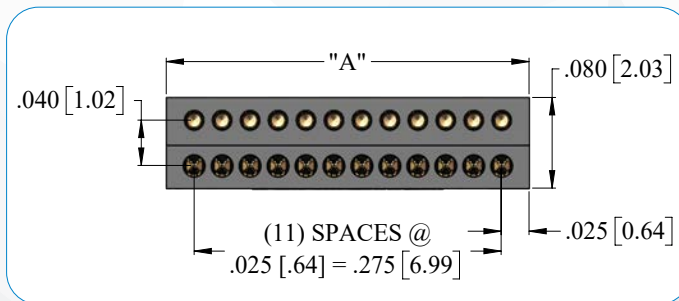 "A"
.080 [2.03]
.040 [1.02]
(11) SPACES @
.025 [.64] = .275 [6.99]
.025 [0.64]